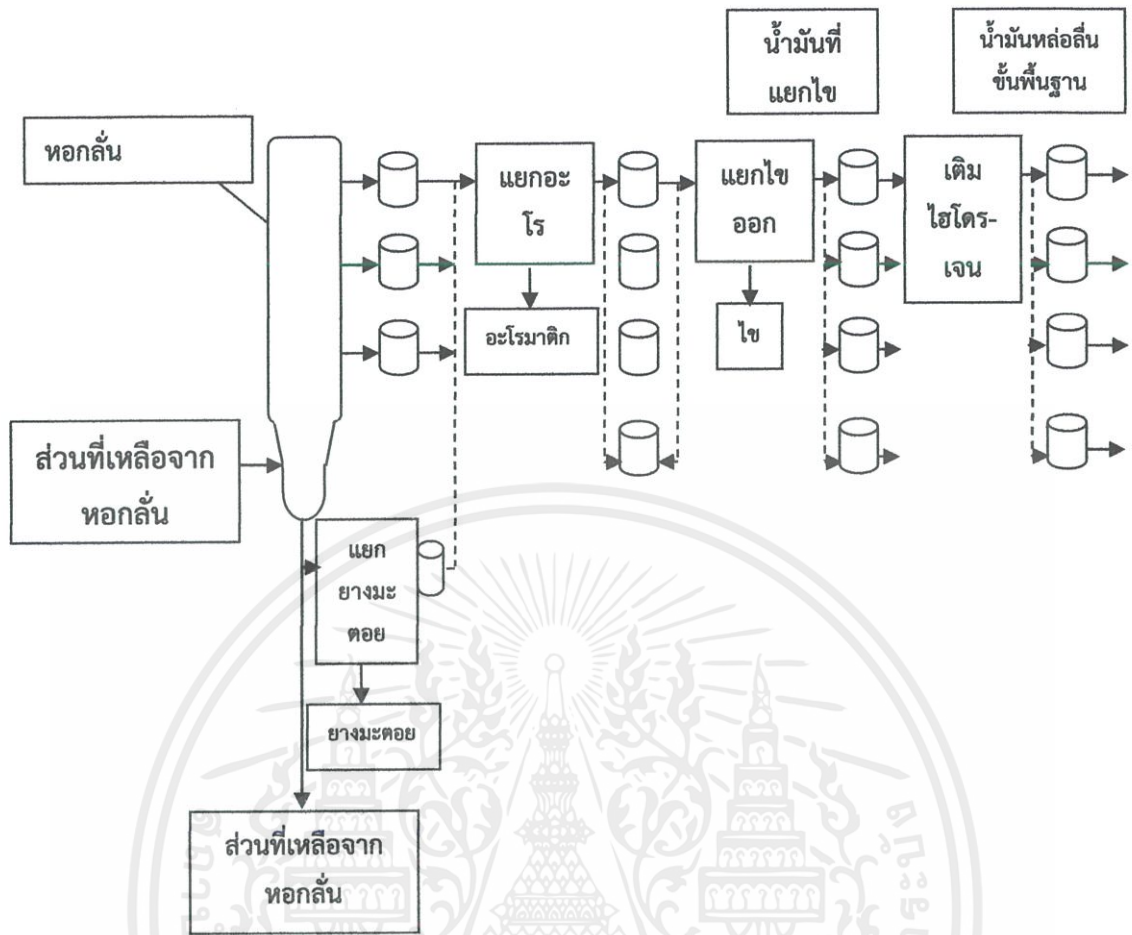 น้ำมันที่
แยกไข
น้ำมันหล่อลื่น
ขั้นพื้นฐาน
หอกลั่น
แยกอะ
โร
แยกไข
ออก
เติม
ไฮโดร-
เจน
อะโรมาติก
ไข
ส่วนที่เหลือจาก
หอกลั่น
แยก
ยางมะ
ตอย
ยางมะตอย
ส่วนที่เหลือจาก
หอกลั่น